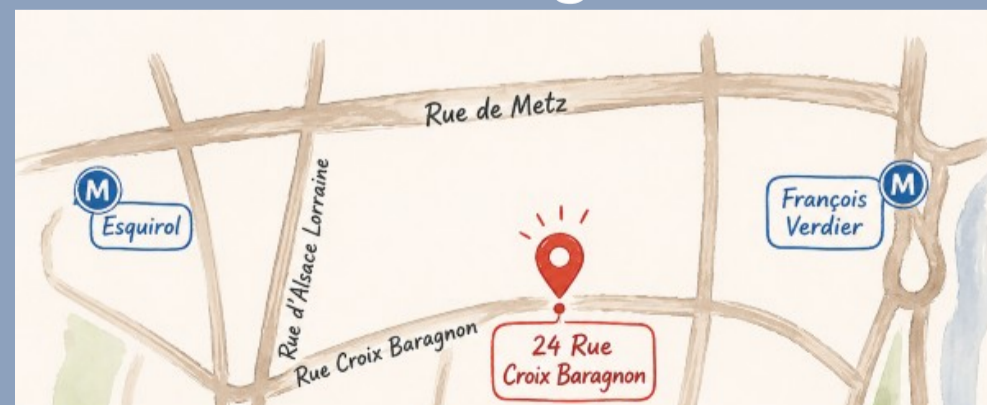 Rue de Metz
M
Esquirol
Rue d'Alsace Lorraine
M
François
Verdier
Rue Croix Baragnon
24 Rue
Croix Baragnon